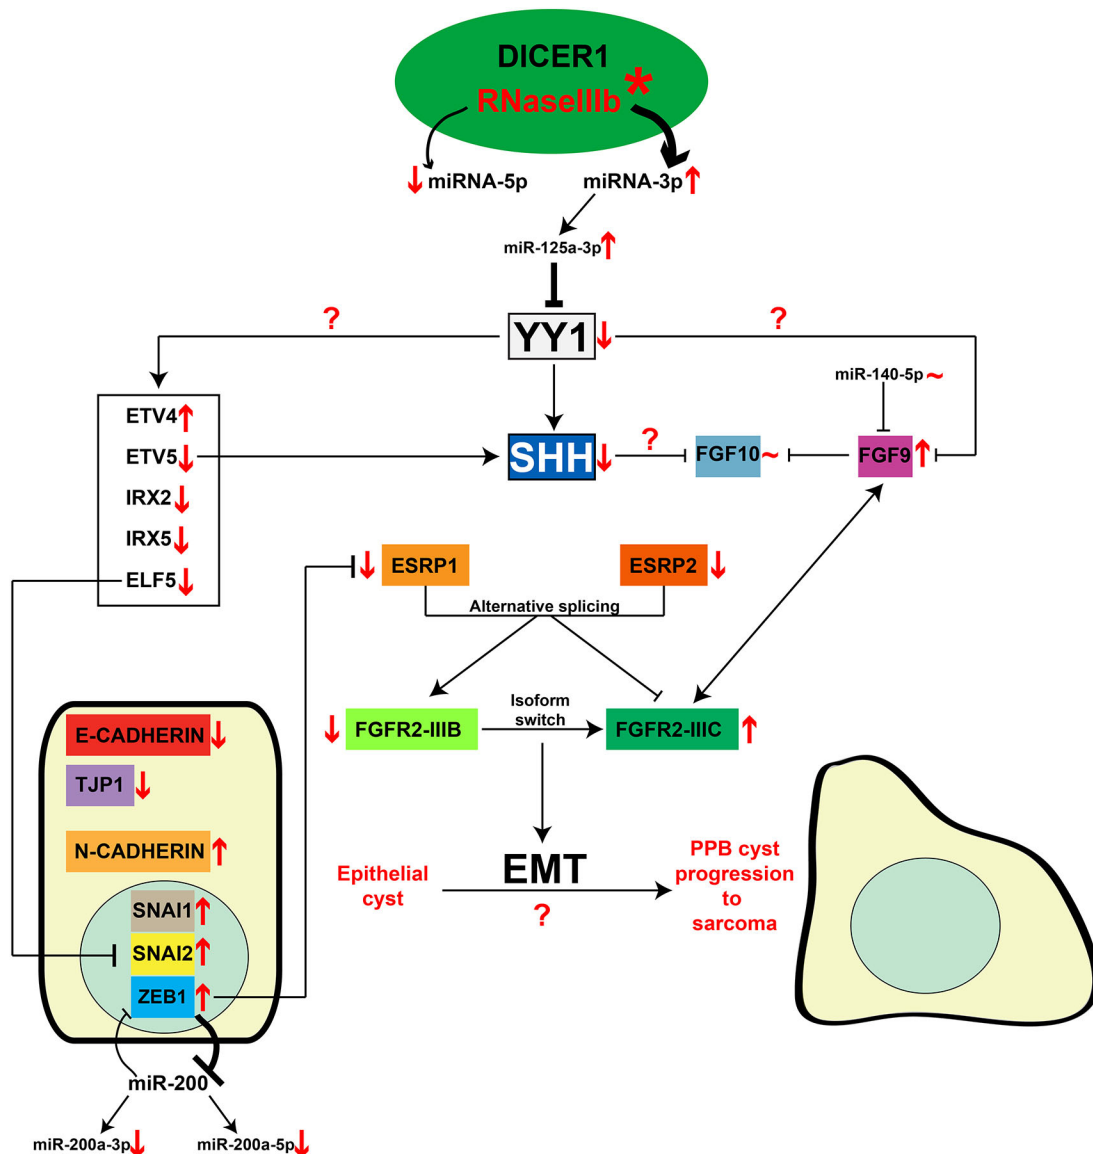 DICER1
RNaseIIIb*
↓miRNA-5p
miRNA-3p↑
miR-125a-3p↑
?
?
YY1↓
miR-140-5p~
ETV4↑
ETV5↓
IRX2↓
IRX5↓
ELF5↓
SHH↓
?
FGF10~
FGF9↑
↓ESRP1
ESRP2↓
Alternative splicing
↓FGFR2-IIIB
Isoform
switch
FGFR2-IIIC↑
E-CADHERIN↓
TJP1↓
N-CADHERIN↑
SNAI1↑
SNAI2↑
ZEB1↑
Epithelial
cyst
EMT
?
PPB cyst
progression
to
sarcoma
miR-200
miR-200a-3p↓
miR-200a-5p↓